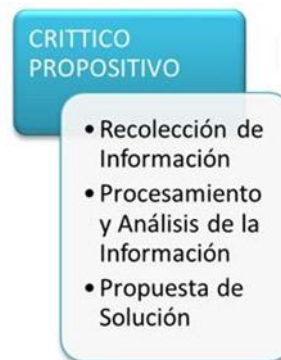 CRITTICO
PROPOSITIVO
• Recolección de
Información
• Procesamiento
y Análisis de la
Información
• Propuesta de
Solución